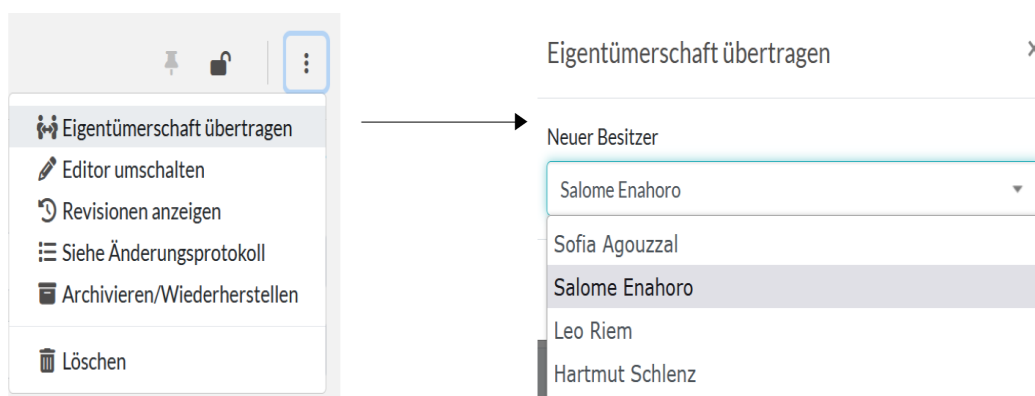 Eigentümerschaft übertragen
Editor umschalten
Revisionen anzeigen
Siehe Änderungsprotokoll
Archivieren/Wiederherstellen
Löschen
Eigentümerschaft übertragen
Neuer Besitzer
Salome Enahoro
Sofia Agouzzal
Salome Enahoro
Leo Riem
Hartmut Schlenz